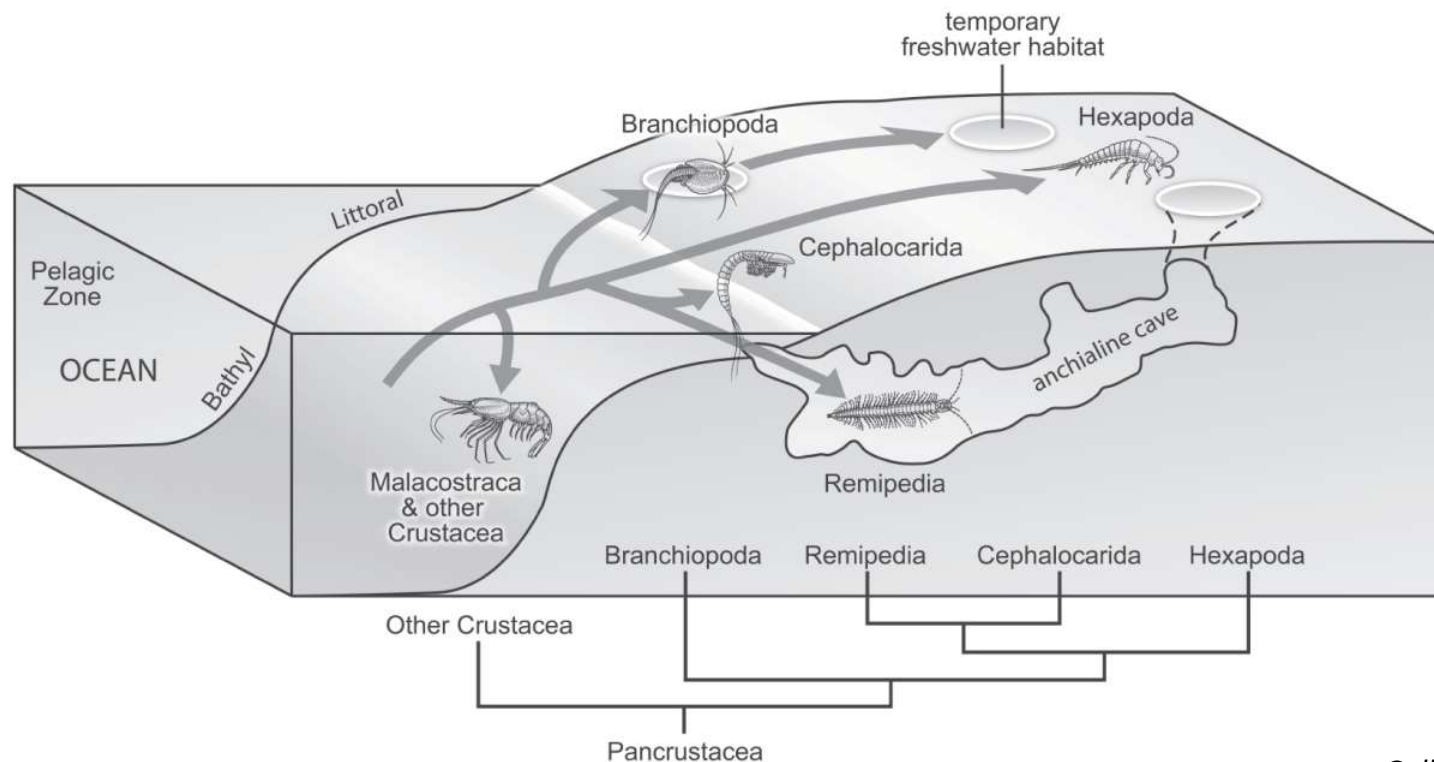 temporary
freshwater habitat
Branchiopoda
Hexapoda
Littoral
Cephalocarida
Pelagic
Zone
OCEAN
Bathyl
anchialine cave
Malacostraca
& other
Crustacea
Remipedia
Branchiopoda
Remipedia
Cephalocarida
Hexapoda
Other Crustacea
Pancrustacea